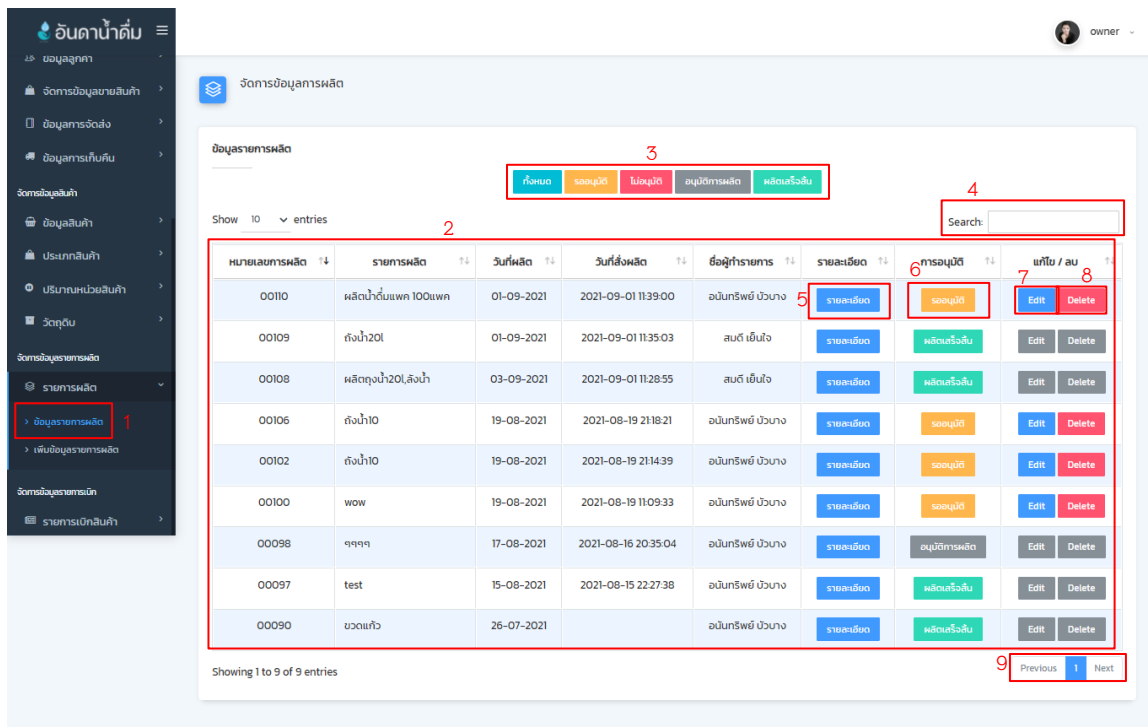 อันดาน้ำดื่ม
owner
ข้อมูลลูกค้า
จัดการข้อมูลขายสินค้า
ข้อมูลการจัดส่ง
ข้อมูลการเก็บคืน
จัดการข้อมูลสินค้า
ข้อมูลสินค้า
ประเภทสินค้า
ปริมาณหน่วยสินค้า
วัตถุดิบ
จัดการข้อมูลรายการผลิต
รายการผลิต
> ข้อมูลรายการผลิต 1
> เพิ่มข้อมูลรายการผลิต
จัดการข้อมูลรายการเบิก
รายการเบิกสินค้า
จัดการข้อมูลการผลิต
ข้อมูลรายการผลิต
3
ทั้งหมด รออนุมัติ ไม่อนุมัติ อนุมัติการผลิต ผลิตเสร็จสิ้น
4
Show 10 entries Search:
2
หมายเลขการผลิต รายการผลิต วันที่ผลิต วันที่สั่งผลิต ชื่อผู้ทำรายการ รายละเอียด การอนุมัติ แก้ไข / ลบ
6 7 8
00110 ผลิตน้ำดื่มแพค 100แพค 01-09-2021 2021-09-01 11:39:00 อนันทรัพย์ บัวบาง 5 รายละเอียด รออนุมัติ Edit Delete
00109 ถังน้ำ20l 01-09-2021 2021-09-01 11:35:03 สมดี เย็นใจ รายละเอียด ผลิตเสร็จสิ้น Edit Delete
00108 ผลิตถุงน้ำ20l,ลังน้ำ 03-09-2021 2021-09-01 11:28:55 สมดี เย็นใจ รายละเอียด ผลิตเสร็จสิ้น Edit Delete
00106 ถังน้ำ10 19-08-2021 2021-08-19 21:18:21 อนันทรัพย์ บัวบาง รายละเอียด รออนุมัติ Edit Delete
00102 ถังน้ำ10 19-08-2021 2021-08-19 21:14:39 อนันทรัพย์ บัวบาง รายละเอียด รออนุมัติ Edit Delete
00100 wow 19-08-2021 2021-08-19 11:09:33 อนันทรัพย์ บัวบาง รายละเอียด รออนุมัติ Edit Delete
00098 ๆๆๆๆ 17-08-2021 2021-08-16 20:35:04 อนันทรัพย์ บัวบาง รายละเอียด อนุมัติการผลิต Edit Delete
00097 test 15-08-2021 2021-08-15 22:27:38 อนันทรัพย์ บัวบาง รายละเอียด ผลิตเสร็จสิ้น Edit Delete
00090 ขวดแก้ว 26-07-2021 อนันทรัพย์ บัวบาง รายละเอียด ผลิตเสร็จสิ้น Edit Delete
Showing 1 to 9 of 9 entries 9 Previous 1 Next